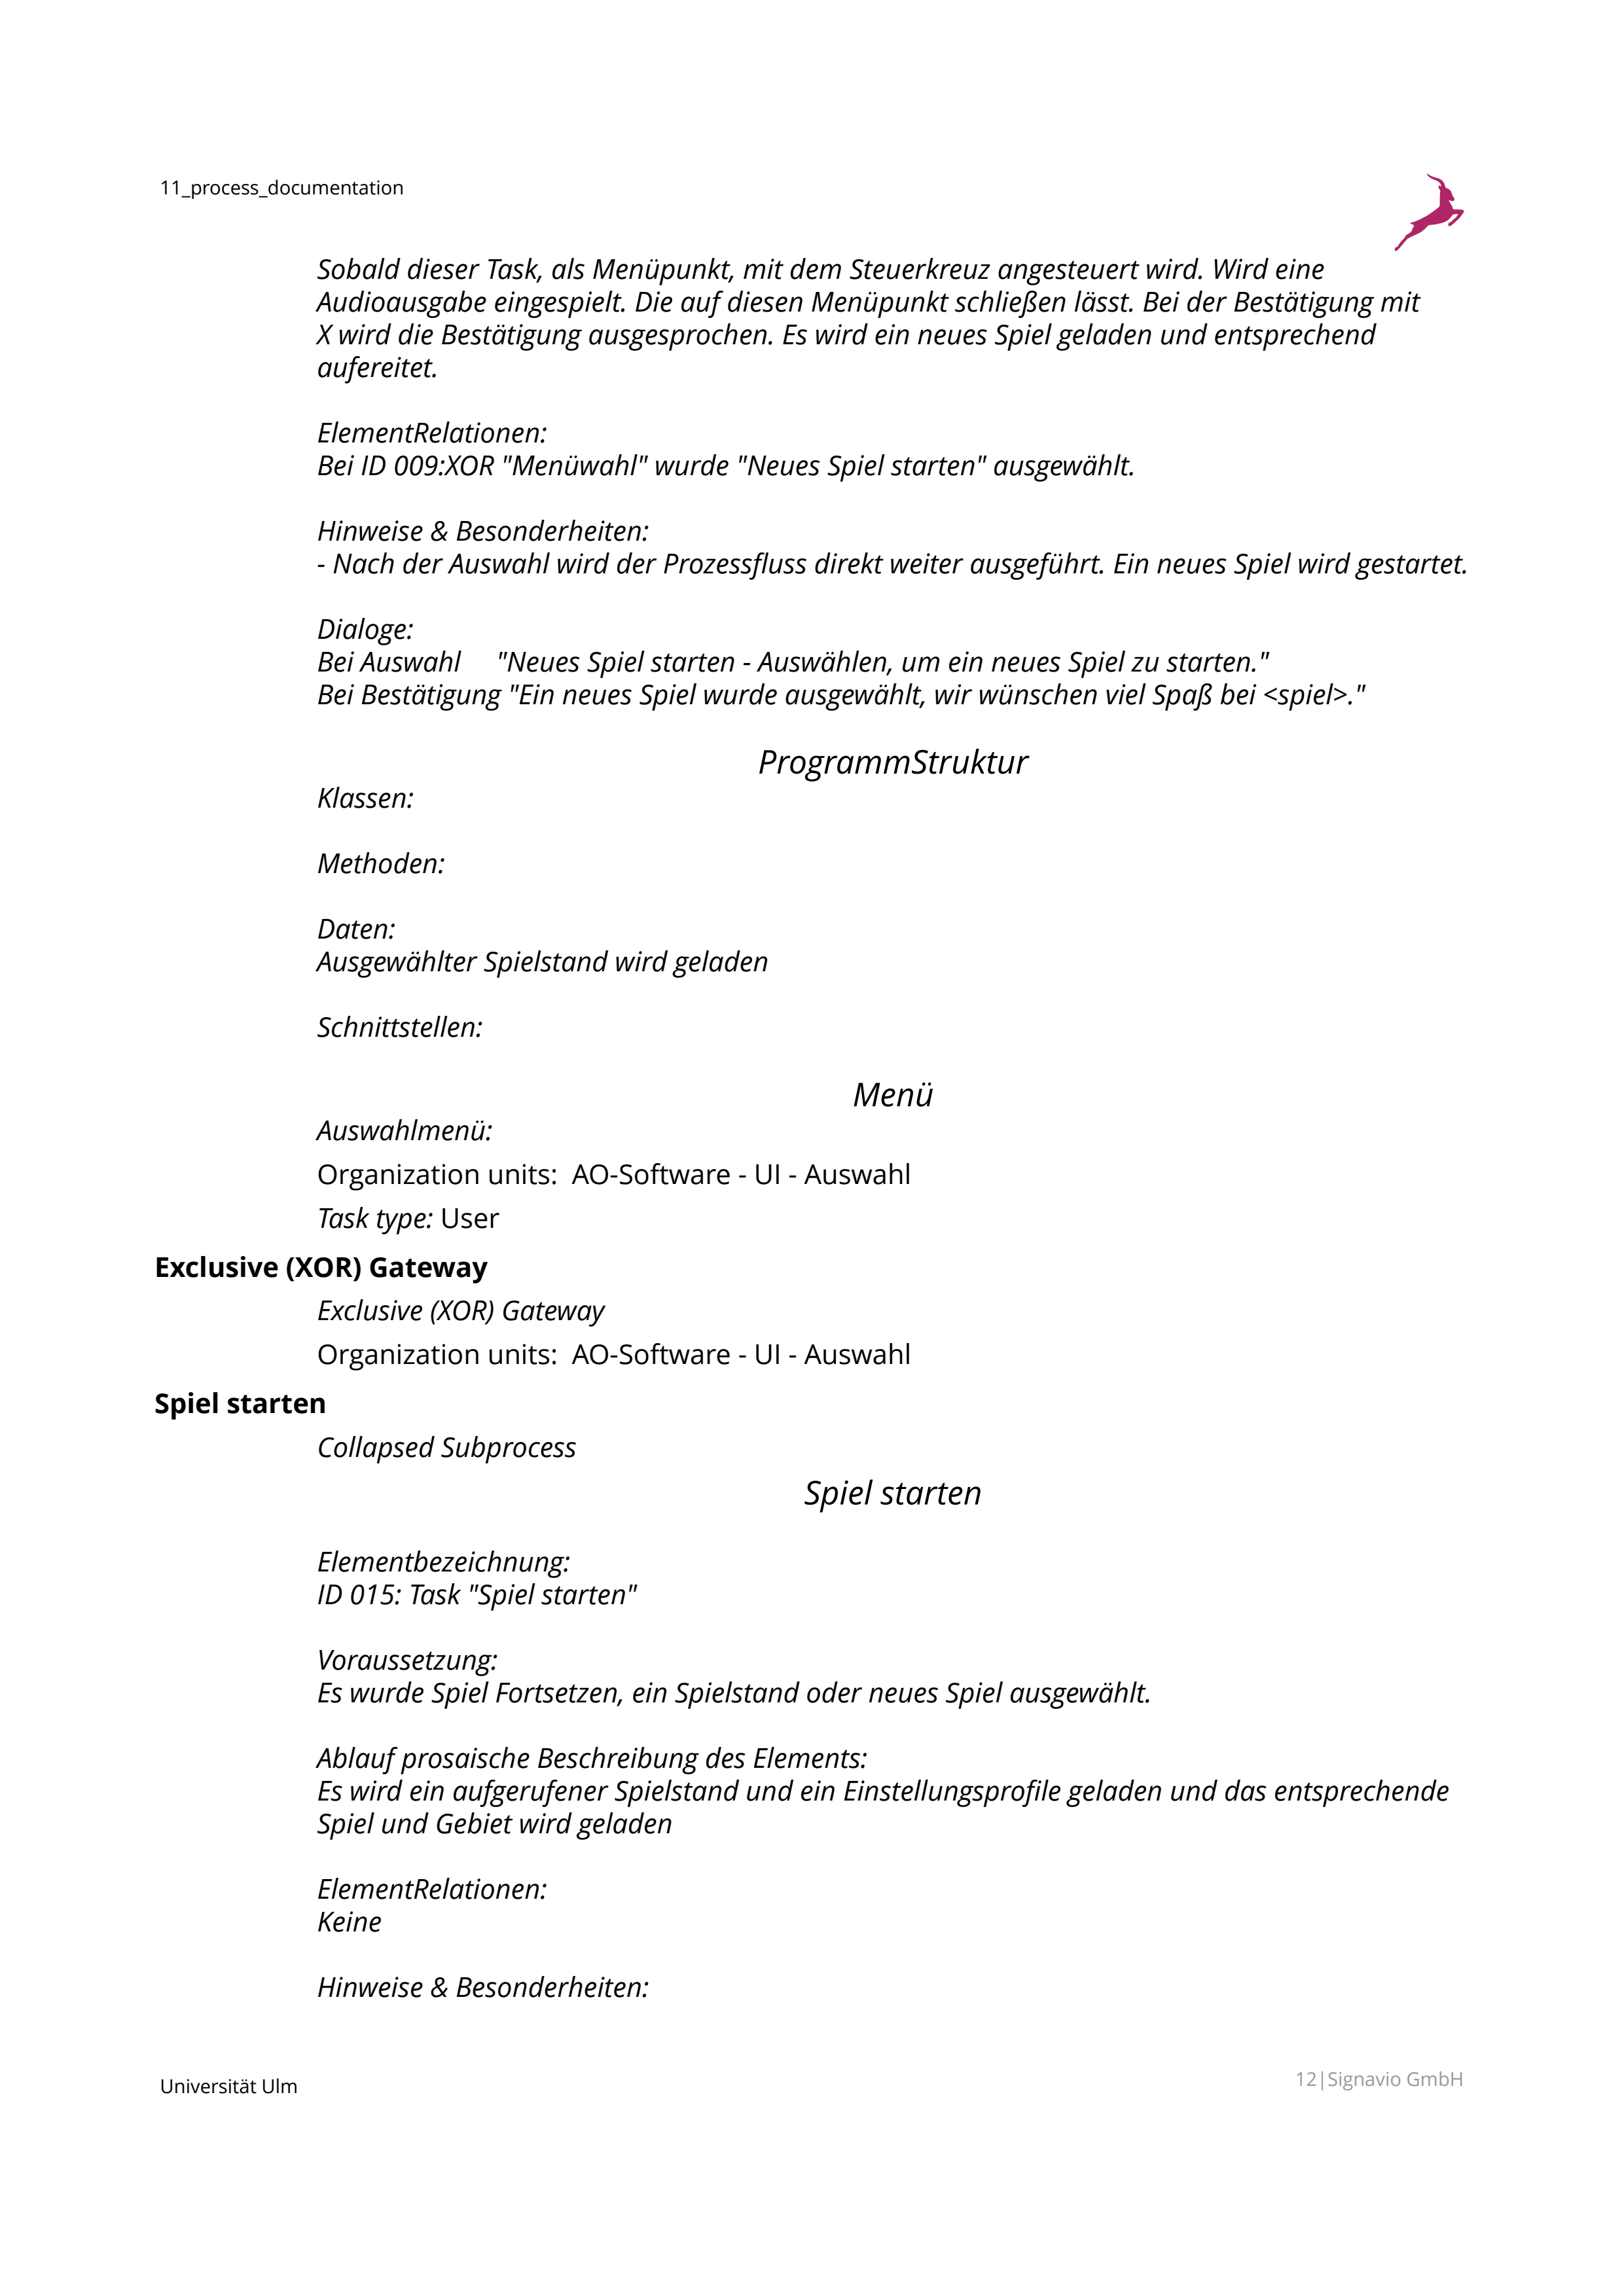 11_process_documentation
Sobald dieser Task, als Menüpunkt, mit dem Steuerkreuz angesteuert wird. Wird eine
Audioausgabe eingespielt. Die auf diesen Menüpunkt schließen lässt. Bei der Bestätigung mit
X wird die Bestätigung ausgesprochen. Es wird ein neues Spiel geladen und entsprechend
aufereitet.
ElementRelationen:
Bei ID 009:XOR "Menüwahl" wurde "Neues Spiel starten" ausgewählt.
Hinweise & Besonderheiten:
- Nach der Auswahl wird der Prozessfluss direkt weiter ausgeführt. Ein neues Spiel wird gestartet.
Dialoge:
Bei Auswahl "Neues Spiel starten - Auswählen, um ein neues Spiel zu starten."
Bei Bestätigung "Ein neues Spiel wurde ausgewählt, wir wünschen viel Spaß bei <spiel>."
ProgrammStruktur
Klassen:
Methoden:
Daten:
Ausgewählter Spielstand wird geladen
Schnittstellen:
Menü
Auswahlmenü:
Organization units: AO-Software - UI - Auswahl
Task type: User
Exclusive (XOR) Gateway
Exclusive (XOR) Gateway
Organization units: AO-Software - UI - Auswahl
Spiel starten
Collapsed Subprocess
Spiel starten
Elementbezeichnung:
ID 015: Task "Spiel starten"
Voraussetzung:
Es wurde Spiel Fortsetzen, ein Spielstand oder neues Spiel ausgewählt.
Ablauf prosaische Beschreibung des Elements:
Es wird ein aufgerufener Spielstand und ein Einstellungsprofile geladen und das entsprechende
Spiel und Gebiet wird geladen
ElementRelationen:
Keine
Hinweise & Besonderheiten:
Universität Ulm
12|Signavio GmbH